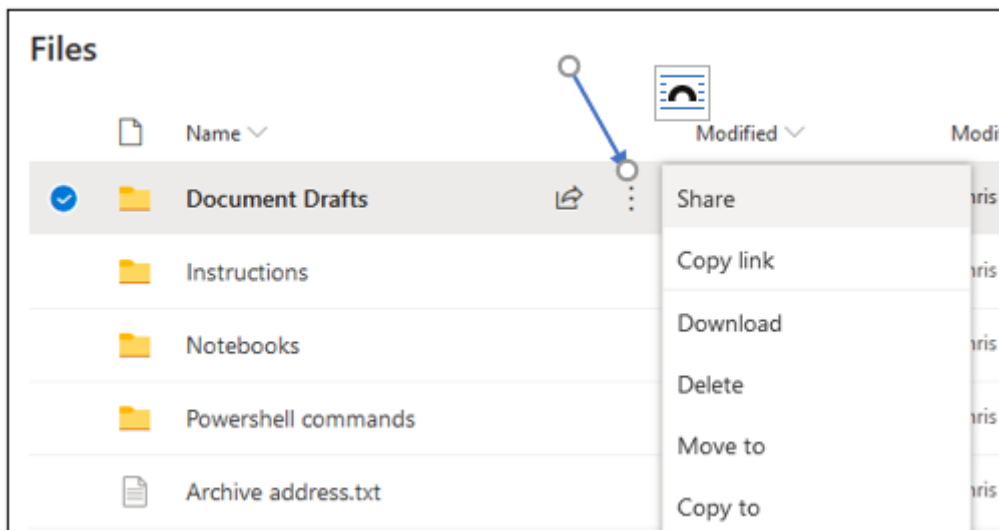 Files
Name Modified
Document Drafts
Instructions
Notebooks
Powershell commands
Archive address.txt
Share
Copy link
Download
Delete
Move to
Copy to